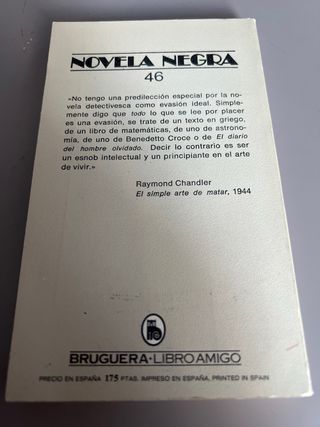 NOVELA NEGRA
46
«No tengo una predilección especial por la no-
vela detectivesca como evasión ideal. Simple-
mente digo que todo lo que se lee por placer
es una evasión, se trate de un texto en griego,
de un libro de matemáticas, de uno de astrono-
mía, de uno de Benedetto Croce o de El diario
del hombre olvidado. Decir lo contrario es ser
un esnob intelectual y un principiante en el arte
de vivir.»
Raymond Chandler
El simple arte de matar, 1944
BRUGUERA·LIBRO AMIGO
PRECIO EN ESPAÑA 175 PTAS. IMPRESO EN ESPAÑA, PRINTED IN SPAIN